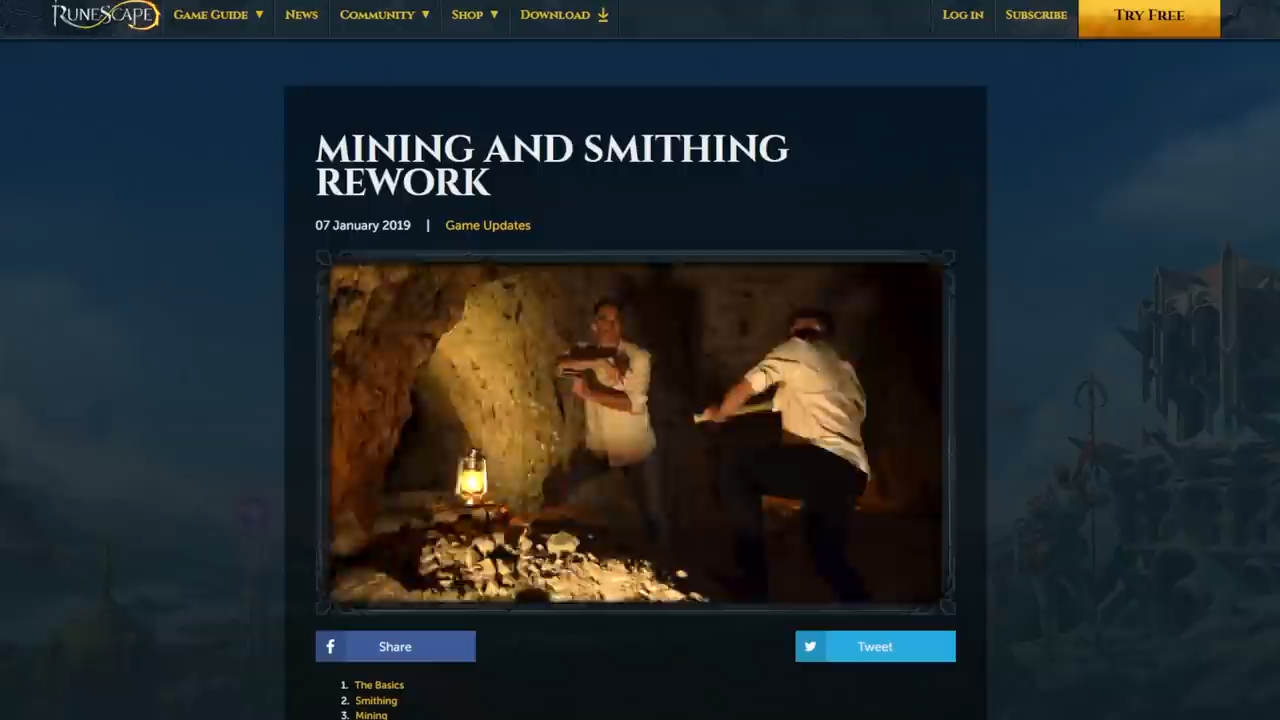 RUNESCAPE GAME GUIDE ▼ NEWS COMMUNITY ▼ SHOP ▼ DOWNLOAD LOG IN SUBSCRIBE TRY FREE
MINING AND SMITHING
REWORK
07 January 2019 | Game Updates
Share Tweet
1. The Basics
2. Smithing
3. Mining